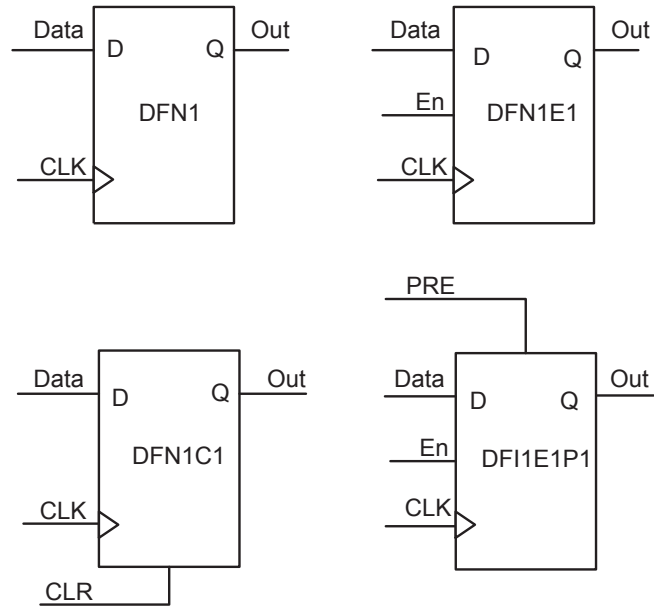 Data
Out
D
Q
DFN1
CLK
Data
Out
D
Q
En
DFN1E1
CLK
Data
Out
D
Q
DFN1C1
CLK
CLR
PRE
Data
Out
D
Q
En
DFI1E1P1
CLK